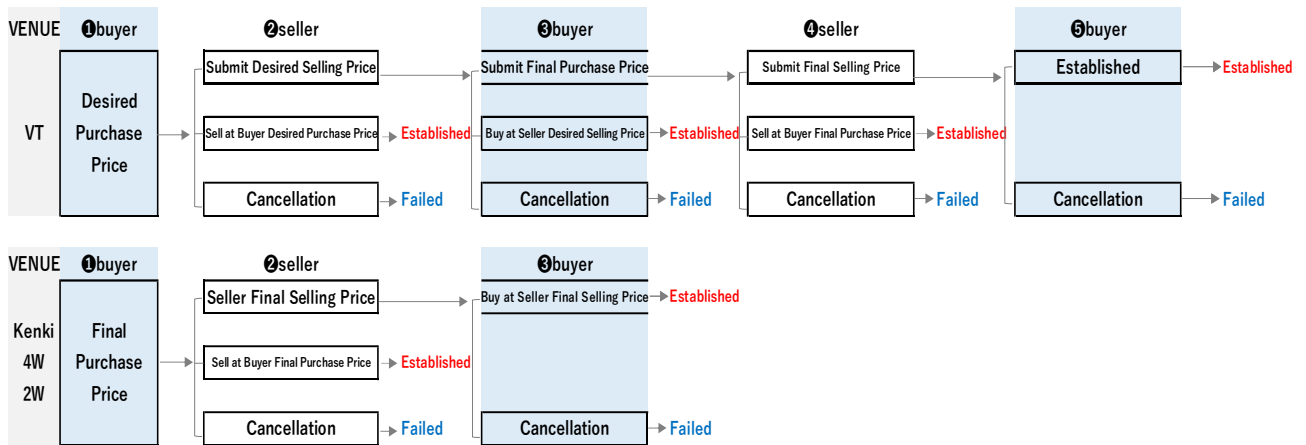 VENUE ❶buyer ❷seller ❸buyer ❹seller ❺buyer
Submit Desired Selling Price Submit Final Purchase Price Submit Final Selling Price Established Established
Desired
Purchase
Price
VT Sell at Buyer Desired Purchase Price Established Buy at Seller Desired Selling Price Established Sell at Buyer Final Purchase Price Established
Cancellation Failed Cancellation Failed Cancellation Failed Cancellation Failed
VENUE ❶buyer ❷seller ❸buyer
Seller Final Selling Price Buy at Seller Final Selling Price Established
Kenki
4W
2W
Final
Purchase
Price
Sell at Buyer Final Purchase Price Established
Cancellation Failed Cancellation Failed